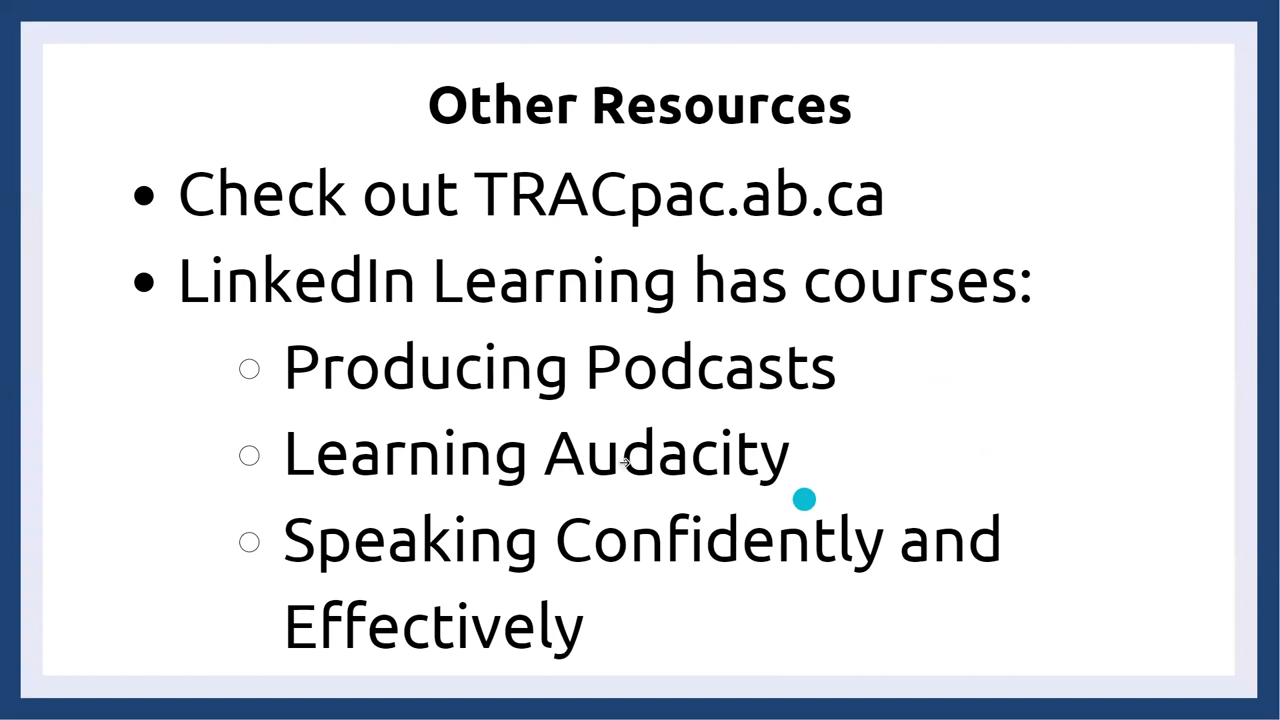 Other Resources
• Check out TRACpac.ab.ca
• LinkedIn Learning has courses:
○ Producing Podcasts
○ Learning Audacity
○ Speaking Confidently and
Effectively